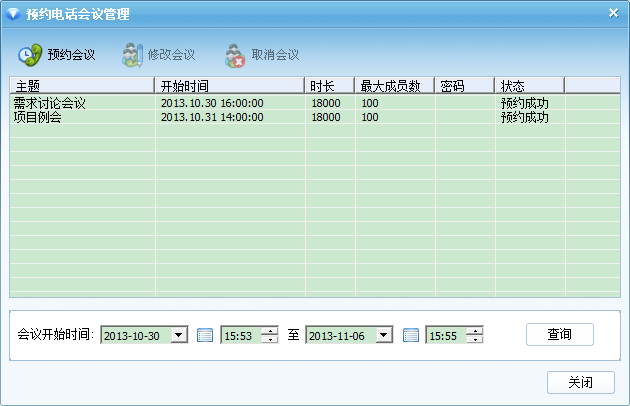 预约电话会议管理
预约会议 修改会议 取消会议
主题 开始时间 时长 最大成员数 密码 状态
需求讨论会议 2013.10.30 16:00:00 18000 100 预约成功
项目例会 2013.10.31 14:00:00 18000 100 预约成功
会议开始时间: 2013-10-30 15:53 至 2013-11-06 15:55 查询
关闭